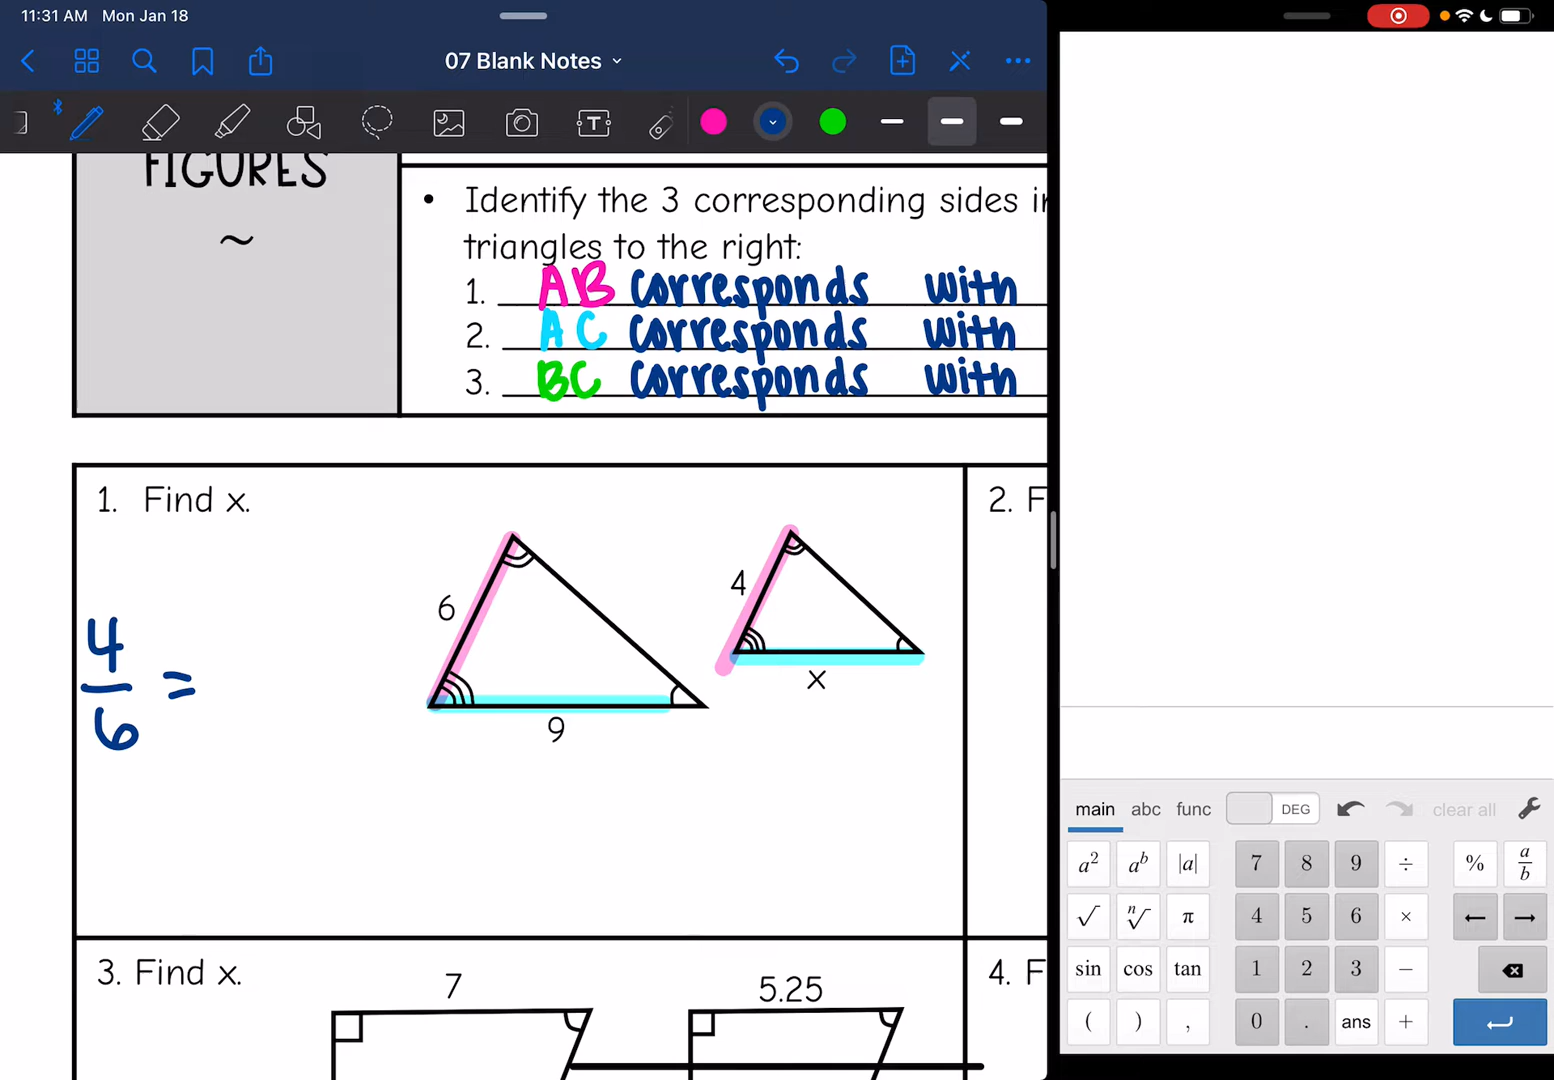 11:31 AM Mon Jan 18
07 Blank Notes
T
FIGURES
~
• Identify the 3 corresponding sides in
triangles to the right:
1. AB corresponds with
2. AC corresponds with
3. BC corresponds with
1. Find x.
6
9
4
x
4/6 =
2. F
3. Find x.
7
5.25
4. F
main abc func DEG clear all
a² aᵇ |a| 7 8 9 ÷ % a/b
√ ⁿ√ π 4 5 6 × ← →
sin cos tan 1 2 3 −
( ) , 0 . ans +